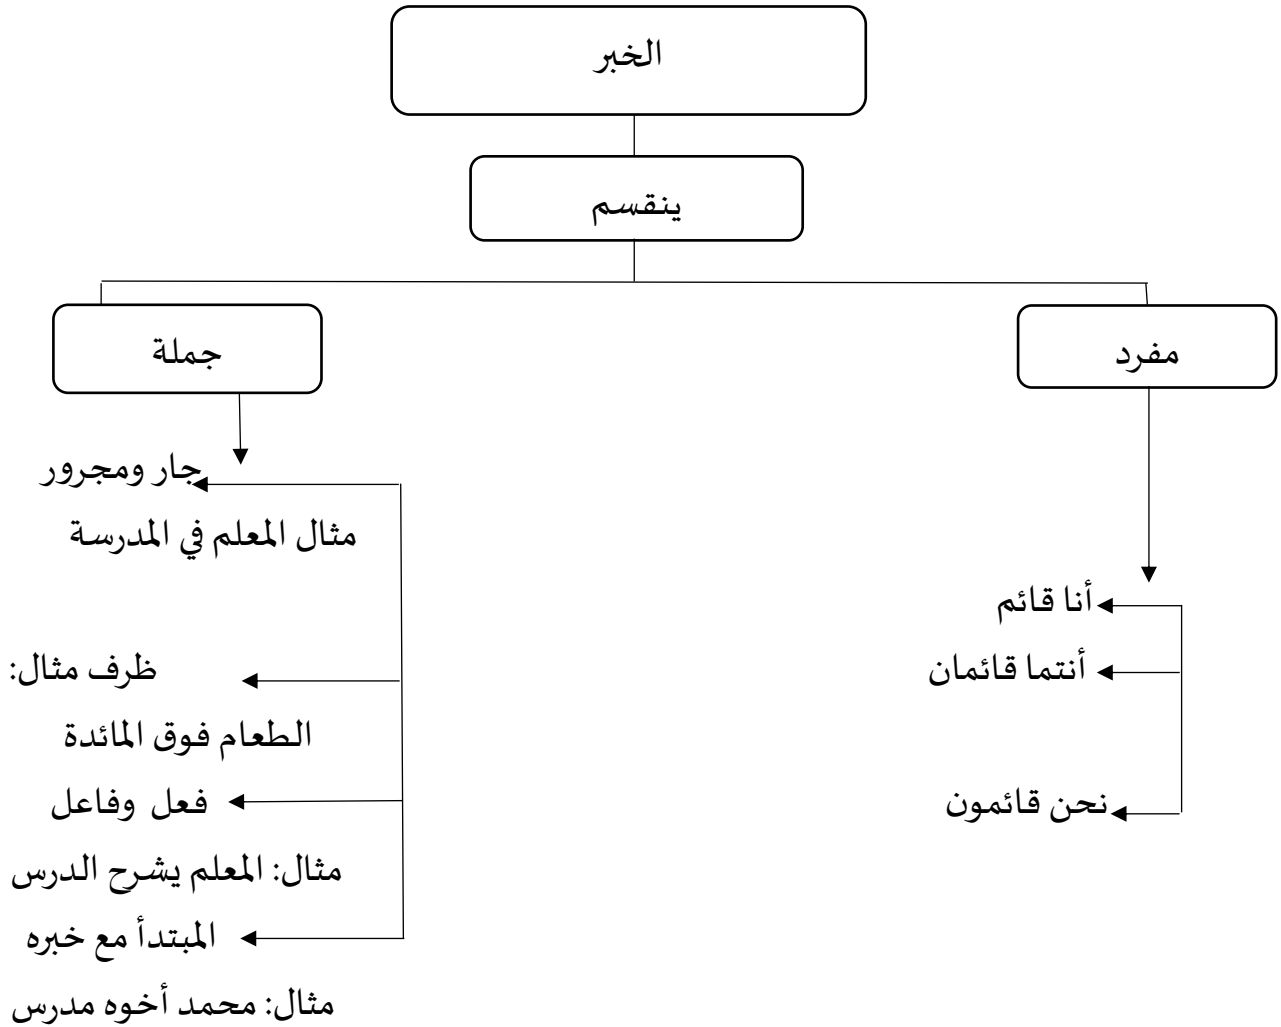 الخبر
ينقسم
مفرد
أنا قائم
أنتما قائمان
نحن قائمون
جملة
جار ومجرور
مثال المعلم في المدرسة
ظرف مثال:
الطعام فوق المائدة
فعل وفاعل
مثال: المعلم يشرح الدرس
المبتدأ مع خبره
مثال: محمد أخوه مدرس